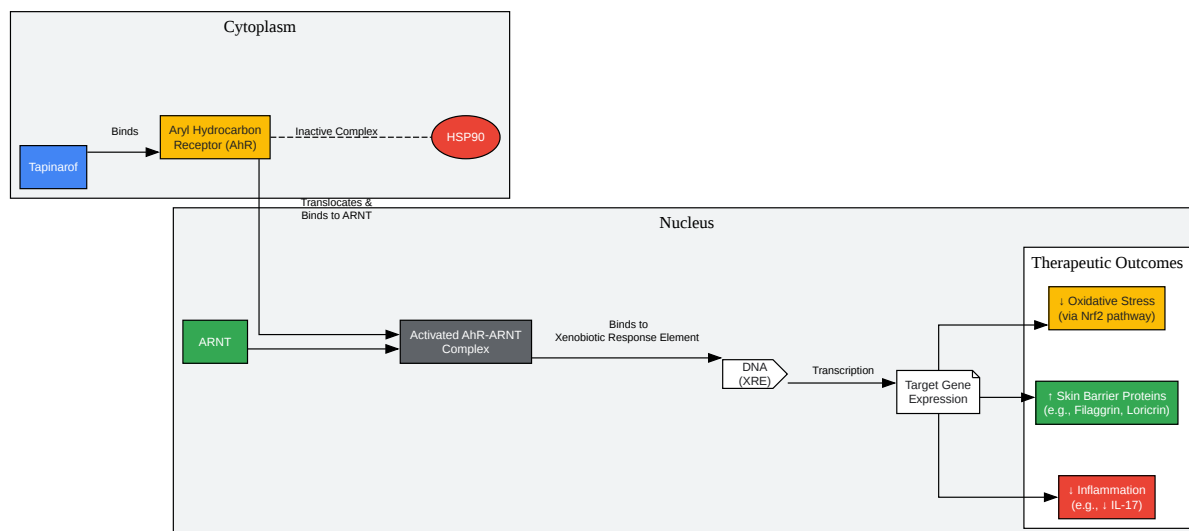 Cytoplasm
Binds
Aryl Hydrocarbon
Receptor (AhR)
Inactive Complex
HSP90
Tapinarof
Translocates &
Binds to ARNT
Nucleus
Therapeutic Outcomes
↓ Oxidative Stress
(via Nrf2 pathway)
ARNT
Activated AhR-ARNT
Complex
Binds to
Xenobiotic Response Element
DNA
(XRE)
Transcription
Target Gene
Expression
↑ Skin Barrier Proteins
(e.g., Filaggrin, Loricrin)
↓ Inflammation
(e.g., ↓ IL-17)